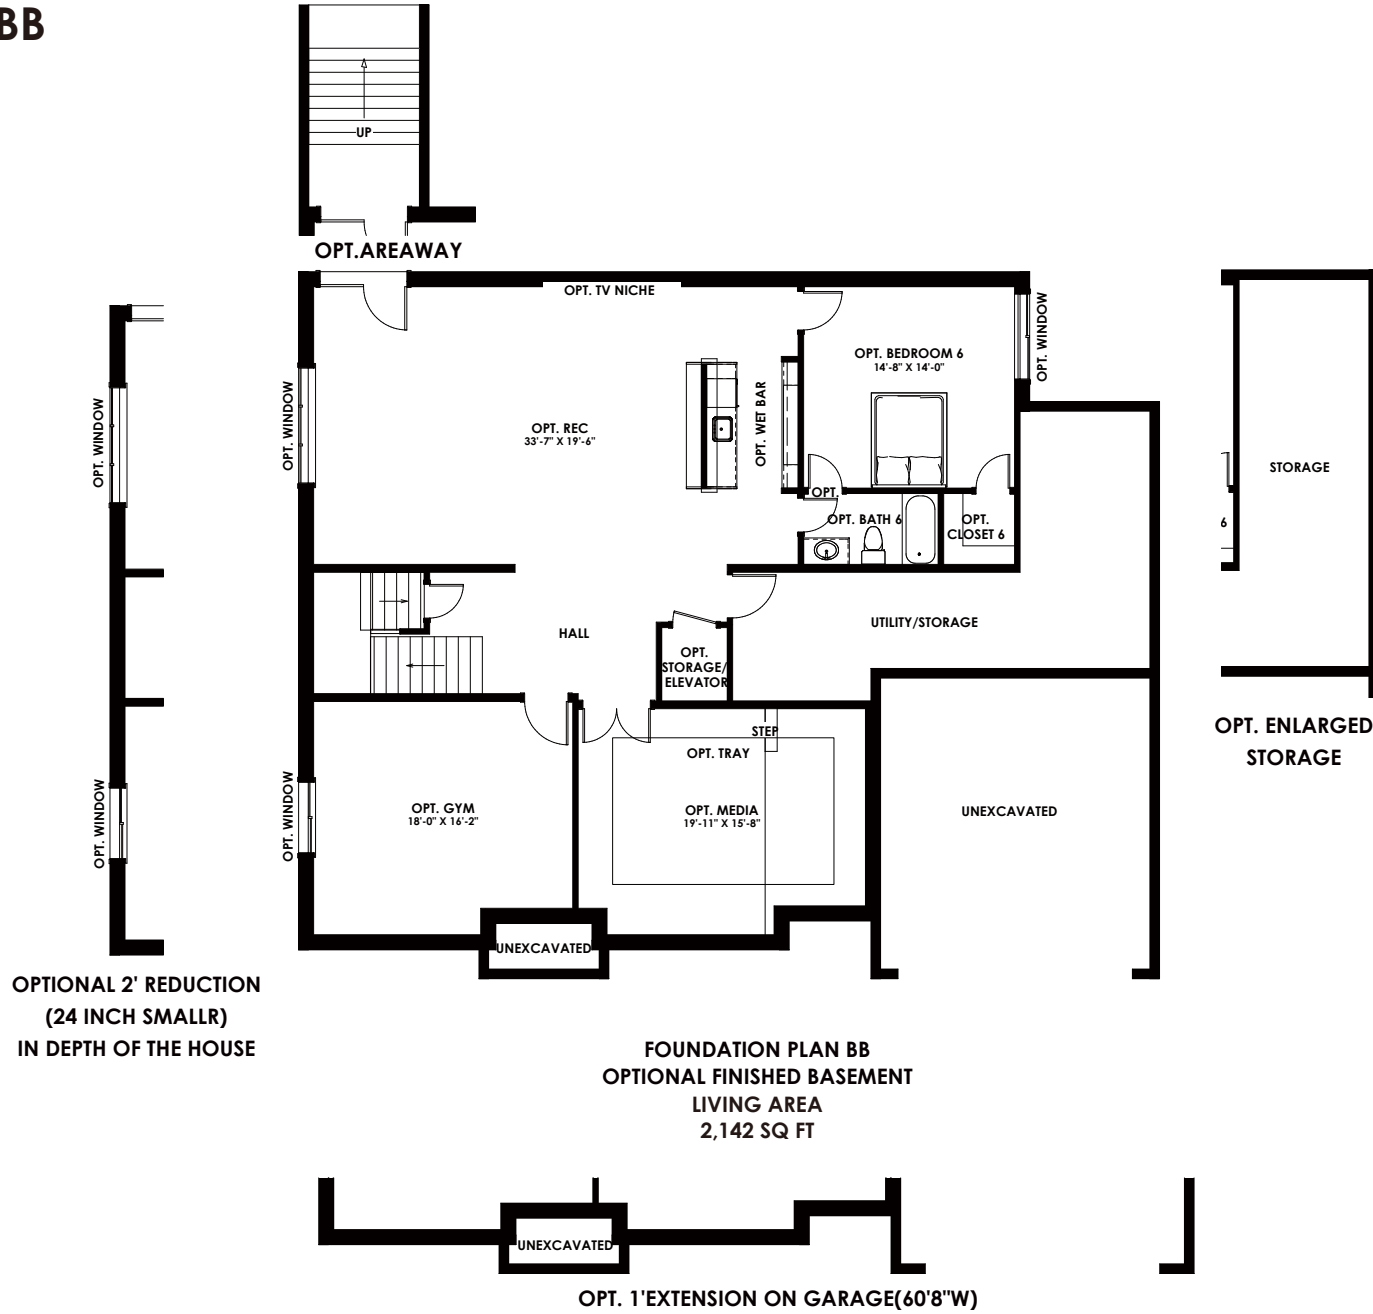 BB
UP
OPT.AREAWAY
OPT. TV NICHE
OPT. WINDOW
OPT. BEDROOM 6
14'-8" X 14'-0"
OPT. WINDOW
OPT. WINDOW
OPT. REC
33'-7" X 19'-6"
OPT. WET BAR
STORAGE
OPT.
OPT. BATH 6
OPT.
CLOSET 6
6
HALL
UTILITY/STORAGE
OPT.
STORAGE/
ELEVATOR
STEP
OPT. TRAY
OPT. ENLARGED
STORAGE
OPT. WINDOW
OPT. WINDOW
OPT. GYM
18'-0" X 16'-2"
OPT. MEDIA
19'-11" X 15'-8"
UNEXCAVATED
UNEXCAVATED
OPTIONAL 2' REDUCTION
(24 INCH SMALLR)
IN DEPTH OF THE HOUSE
FOUNDATION PLAN BB
OPTIONAL FINISHED BASEMENT
LIVING AREA
2,142 SQ FT
UNEXCAVATED
OPT. 1'EXTENSION ON GARAGE(60'8"W)